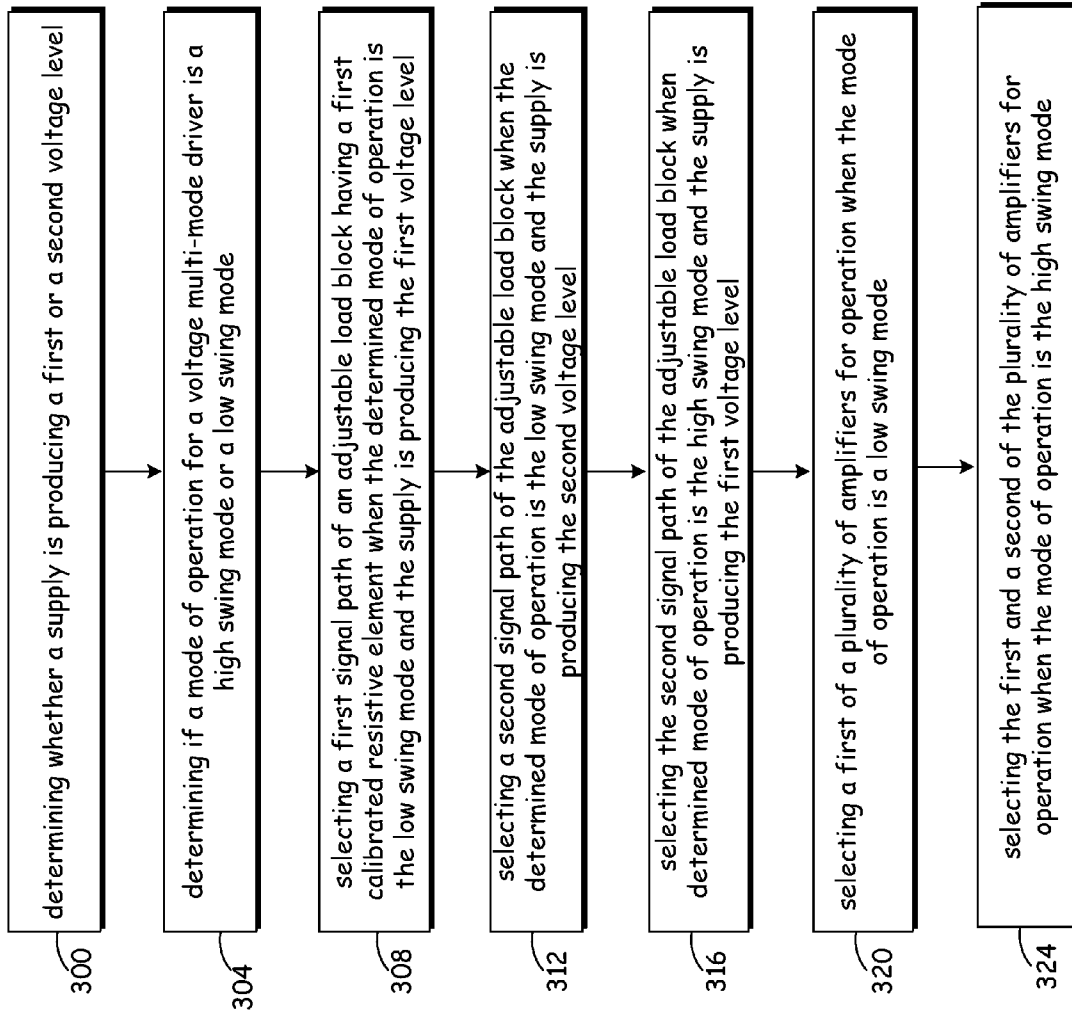 determining whether a supply is producing a first or a second voltage level
300
determining if a mode of operation for a voltage multi-mode driver is a
high swing mode or a low swing mode
304
selecting a first signal path of an adjustable load block having a first
calibrated resistive element when the determined mode of operation is
the low swing mode and the supply is producing the first voltage level
308
selecting a second signal path of the adjustable load block when the
determined mode of operation is the low swing mode and the supply is
producing the second voltage level
312
selecting the second signal path of the adjustable load block when
determined mode of operation is the high swing mode and the supply is
producing the first voltage level
316
selecting a first of a plurality of amplifiers for operation when the mode
of operation is a low swing mode
320
selecting the first and a second of the plurality of amplifiers for
operation when the mode of operation is the high swing mode
324